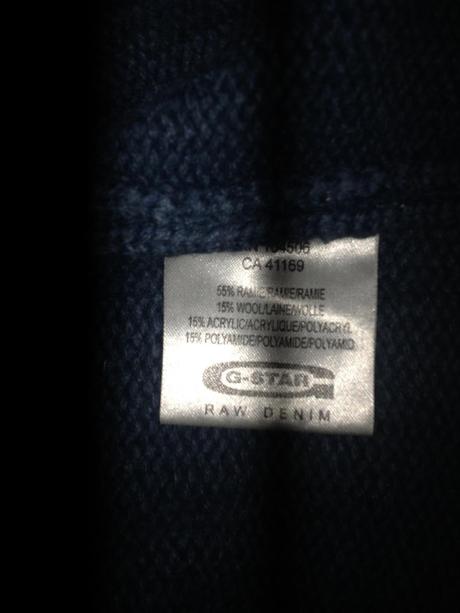 N 104506
CA 41169
55% RAMIE/RAMIE/RAMIE
15% WOOL/LAINE/WOLLE
15% ACRYLIC/ACRYLIQUE/POLYACRYL
15% POLYAMIDE/POLYAMIDE/POLYAMID
G-STAR
RAW DENIM